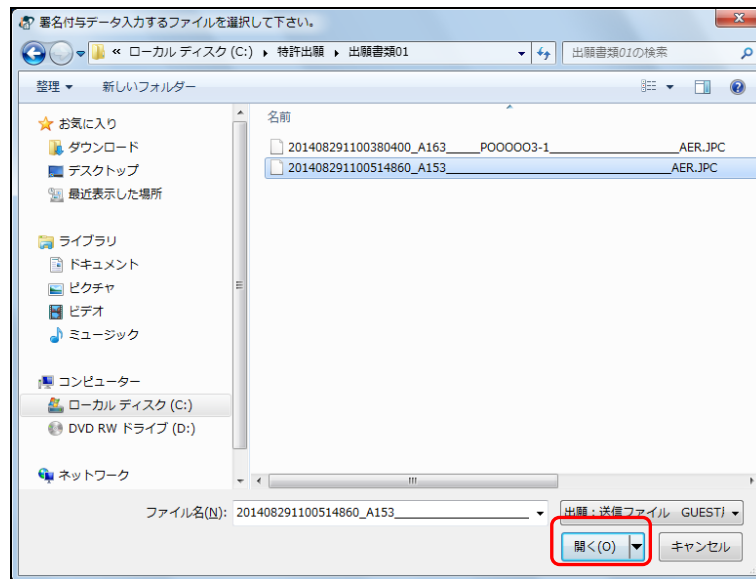 署名付与データ入力するファイルを選択して下さい。
« ローカル ディスク (C:) ▸ 特許出願 ▸ 出願書類01
出願書類01の検索
整理 ▼ 新しいフォルダー
お気に入り
ダウンロード
デスクトップ
最近表示した場所
ライブラリ
ドキュメント
ピクチャ
ビデオ
ミュージック
コンピューター
ローカル ディスク (C:)
DVD RW ドライブ (D:)
ネットワーク
名前
201408291100380400_A163_____POOOOO3-1___________________AER.JPC
201408291100514860_A153_________________________________AER.JPC
ファイル名(N): 201408291100514860_A153____________________
出願:送信ファイル GUEST
開く(O)
キャンセル